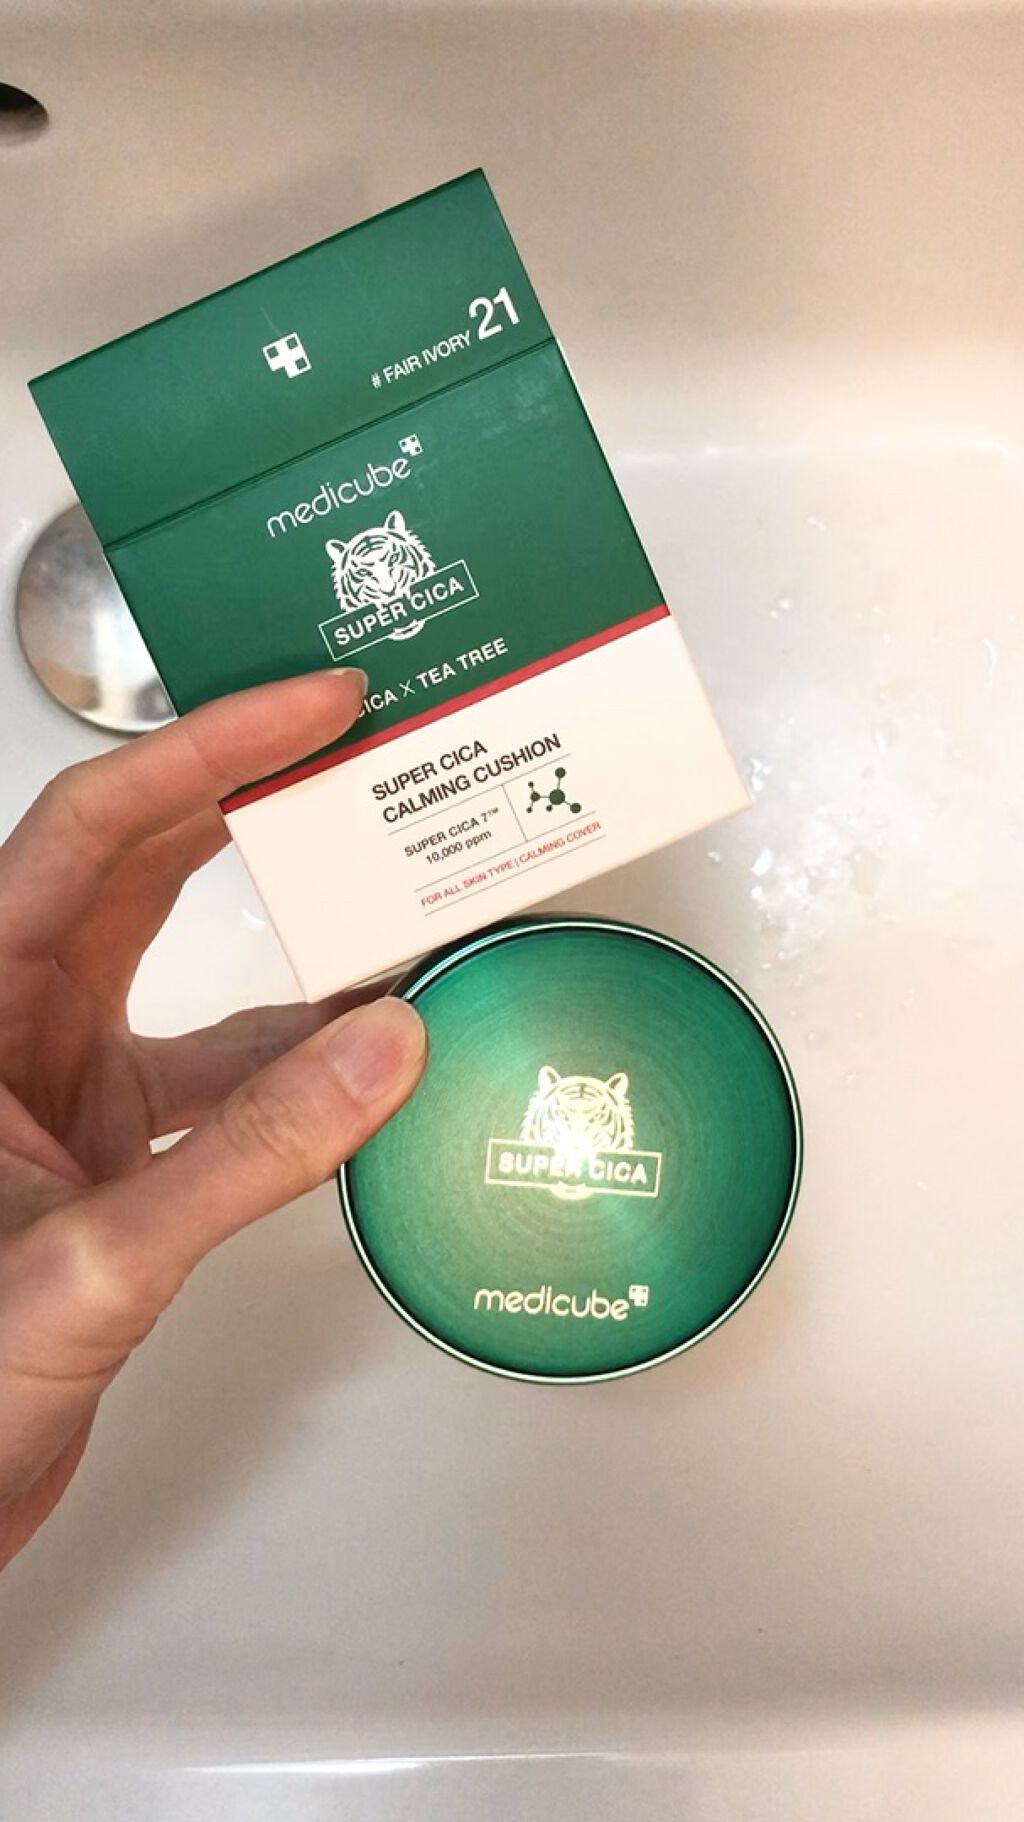 # FAIR IVORY 21
medicube
SUPER CICA
CICA X TEA TREE
SUPER CICA
CALMING CUSHION
SUPER CICA 7™
10,000 ppm
FOR ALL SKIN TYPE | CALMING COVER
SUPER CICA
medicube